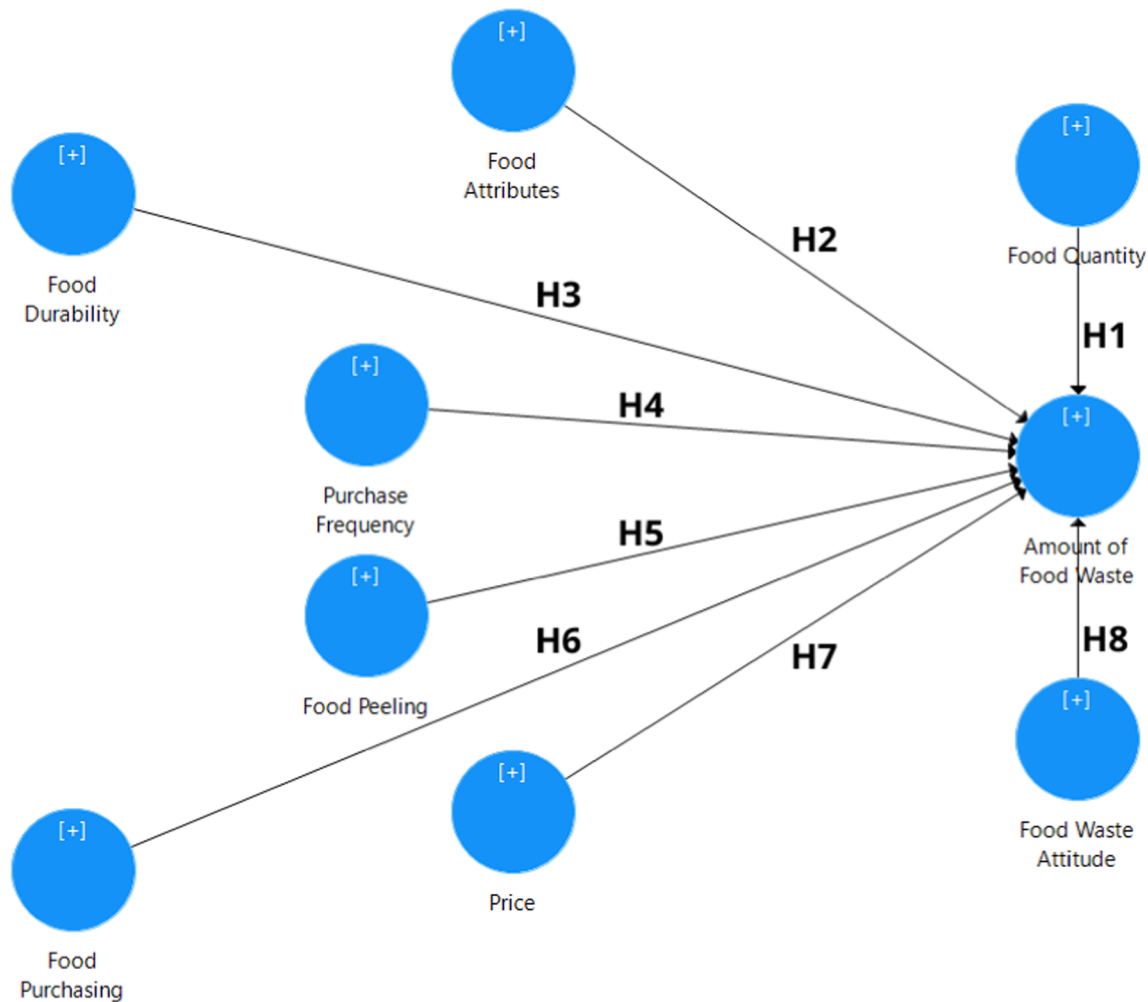 [+]
Food
Attributes
[+]
Food Quantity
[+]
Food
Durability
H2
H3
H1
[+]
Purchase
Frequency
H4
[+]
Amount of
Food Waste
[+]
Food Peeling
H5
H6
H7
H8
[+]
Food Waste
Attitude
[+]
Price
[+]
Food
Purchasing